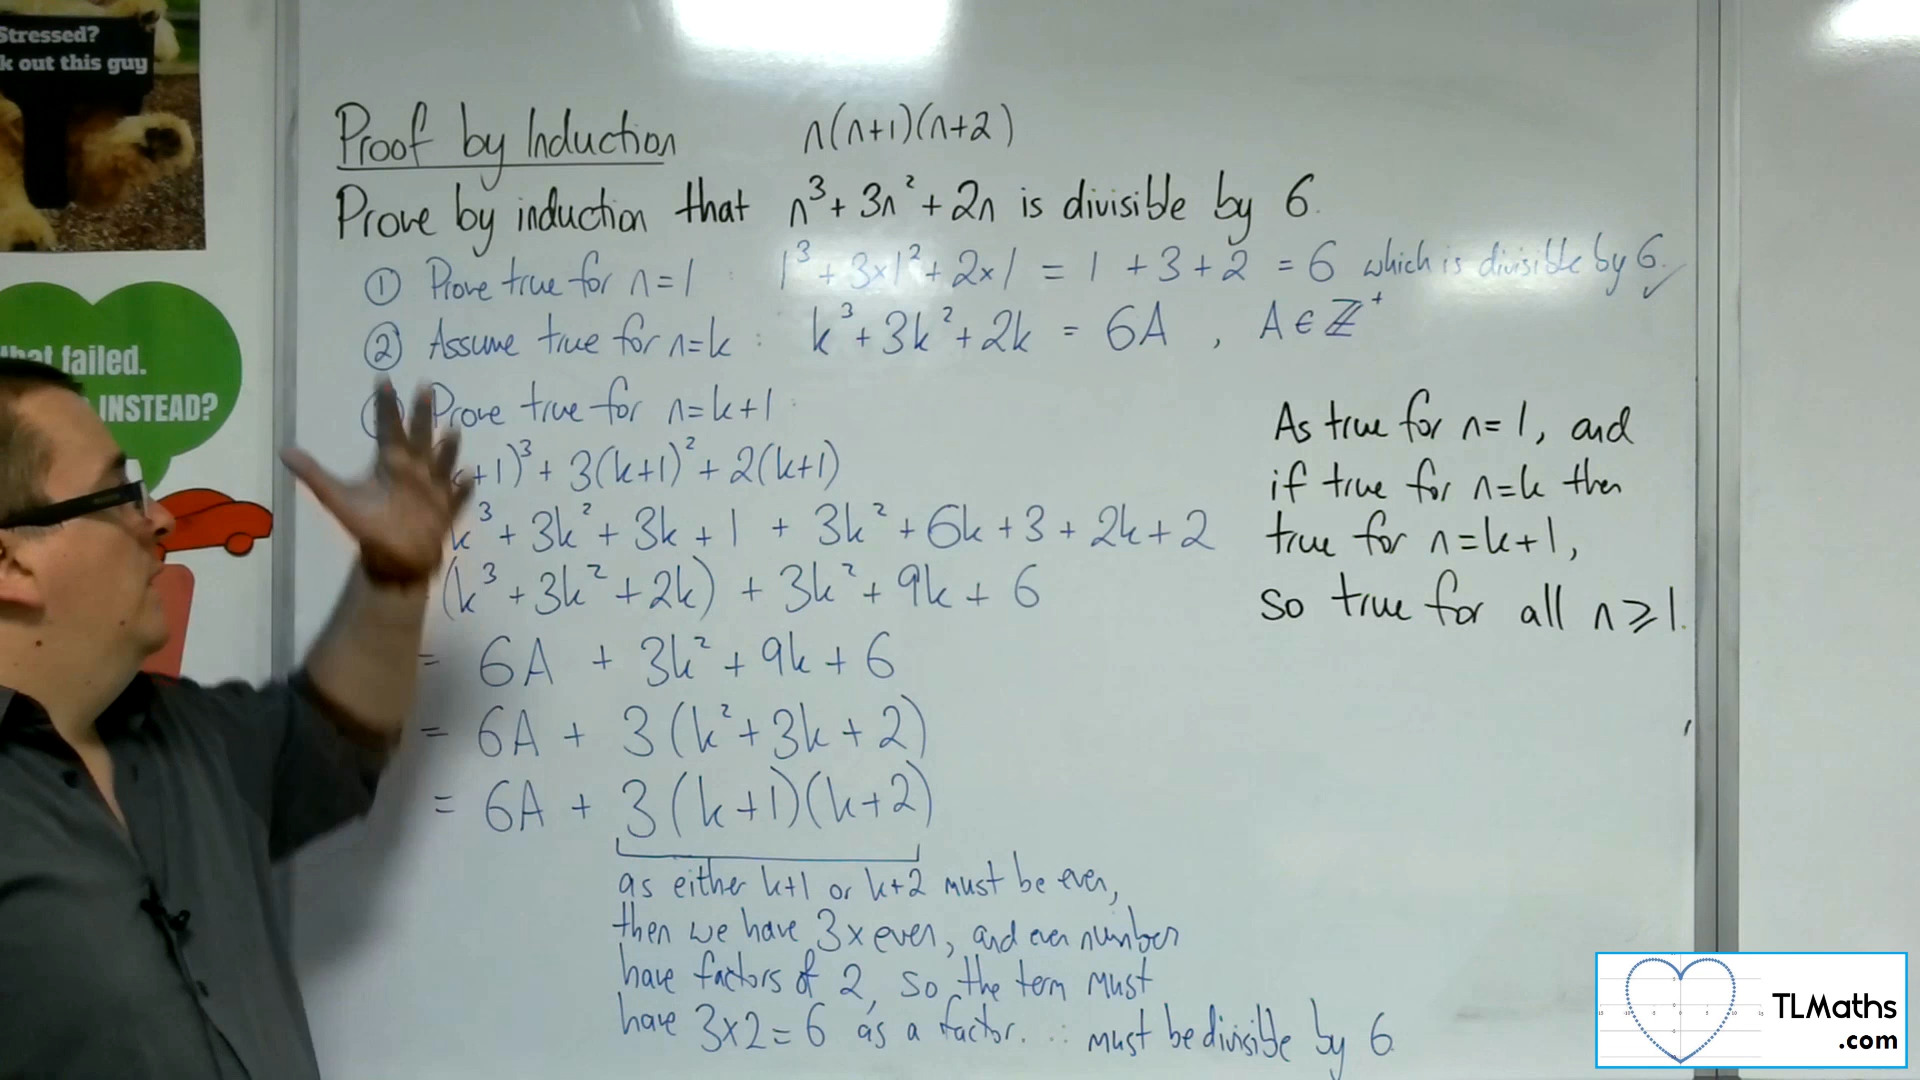 Stressed?
k out this guy
failed.
INSTEAD?
Proof by Induction
n(n+1)(n+2)
Prove by induction that n³ + 3n² + 2n is divisible by 6.
① Prove true for n=1 : 1³ + 3×1² + 2×1 = 1 + 3 + 2 = 6 which is divisible by 6. ✓
② Assume true for n=k : k³ + 3k² + 2k = 6A , A ∈ ℤ⁺
Prove true for n=k+1 :
+1)³ + 3(k+1)² + 2(k+1)
k³ + 3k² + 3k + 1 + 3k² + 6k + 3 + 2k + 2
(k³ + 3k² + 2k) + 3k² + 9k + 6
= 6A + 3k² + 9k + 6
= 6A + 3(k² + 3k + 2)
= 6A + 3(k+1)(k+2)
as either k+1 or k+2 must be even,
then we have 3 x even, and even number
have factors of 2, so the term must
have 3x2=6 as a factor. ∴ must be divisible by 6
As true for n=1, and
if true for n=k then
true for n=k+1,
so true for all n ⩾ 1.
TLMaths
.com